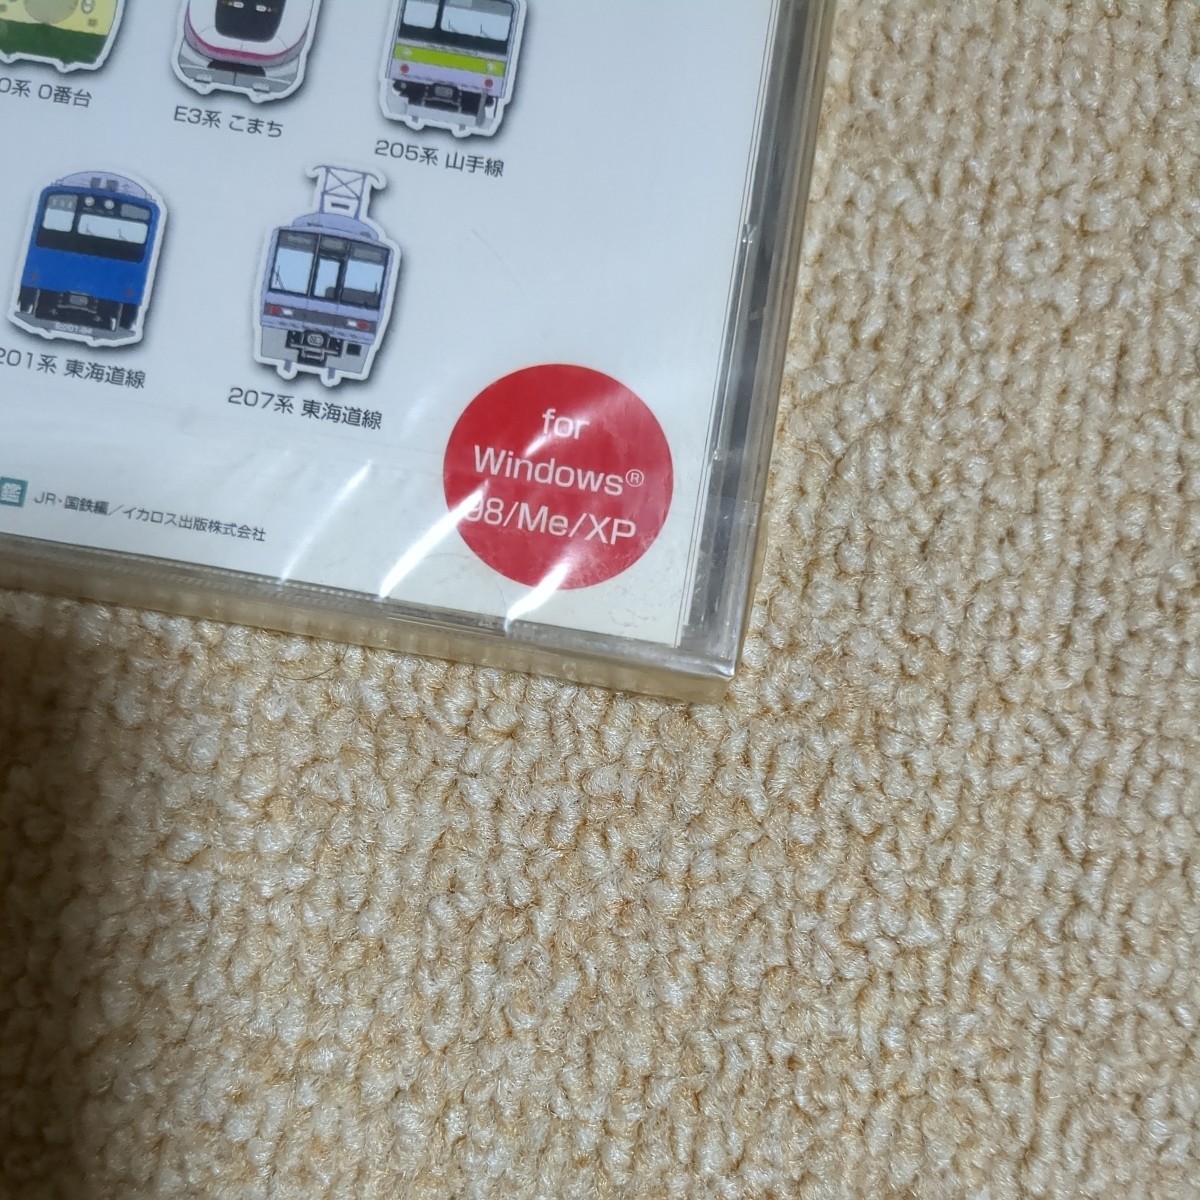 0系 0番台
E3系 こまち
205系 山手線
201系 東海道線
207系 東海道線
for
Windows®
98/Me/XP
鑑 JR・国鉄編／イカロス出版株式会社